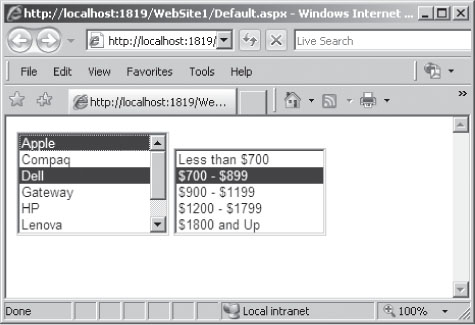 http://localhost:1819/WebSite1/Default.aspx - Windows Internet ...
http://localhost:1819/
Live Search
File Edit View Favorites Tools Help
http://localhost:1819/We...
Apple
Compaq
Dell
Gateway
HP
Lenova
Less than $700
$700 - $899
$900 - $1199
$1200 - $1799
$1800 and Up
Done
Local intranet
100%